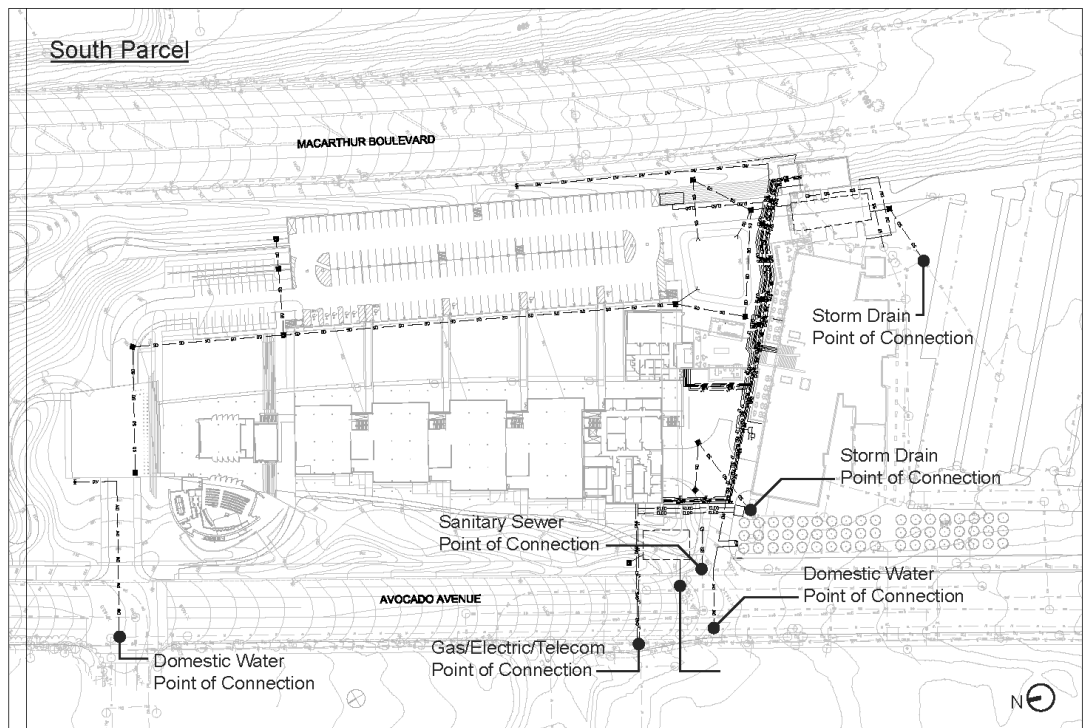 South Parcel
MACARTHUR BOULEVARD
Storm Drain
Point of Connection
Storm Drain
Point of Connection
Sanitary Sewer
Point of Connection
Domestic Water
Point of Connection
AVOCADO AVENUE
Gas/Electric/Telecom
Point of Connection
Domestic Water
Point of Connection
N